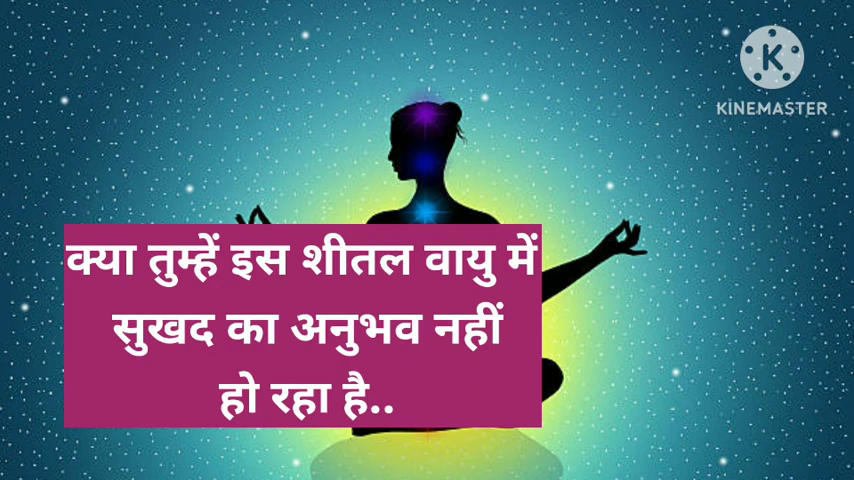 KINEMASTER
क्या तुम्हें इस शीतल वायु में
सुखद का अनुभव नहीं
हो रहा है..